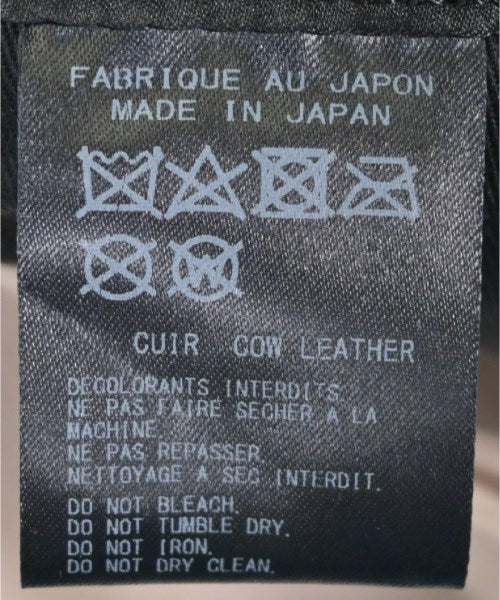 FABRIQUE AU JAPON
MADE IN JAPAN
W
CUIR COW LEATHER
DECOLORANTS INTERDITS.
NE PAS FAIRE SECHER A LA
MACHINE.
NE PAS REPASSER.
NETTOYAGE A SEC INTERDIT.
DO NOT BLEACH.
DO NOT TUMBLE DRY.
DO NOT IRON.
DO NOT DRY CLEAN.